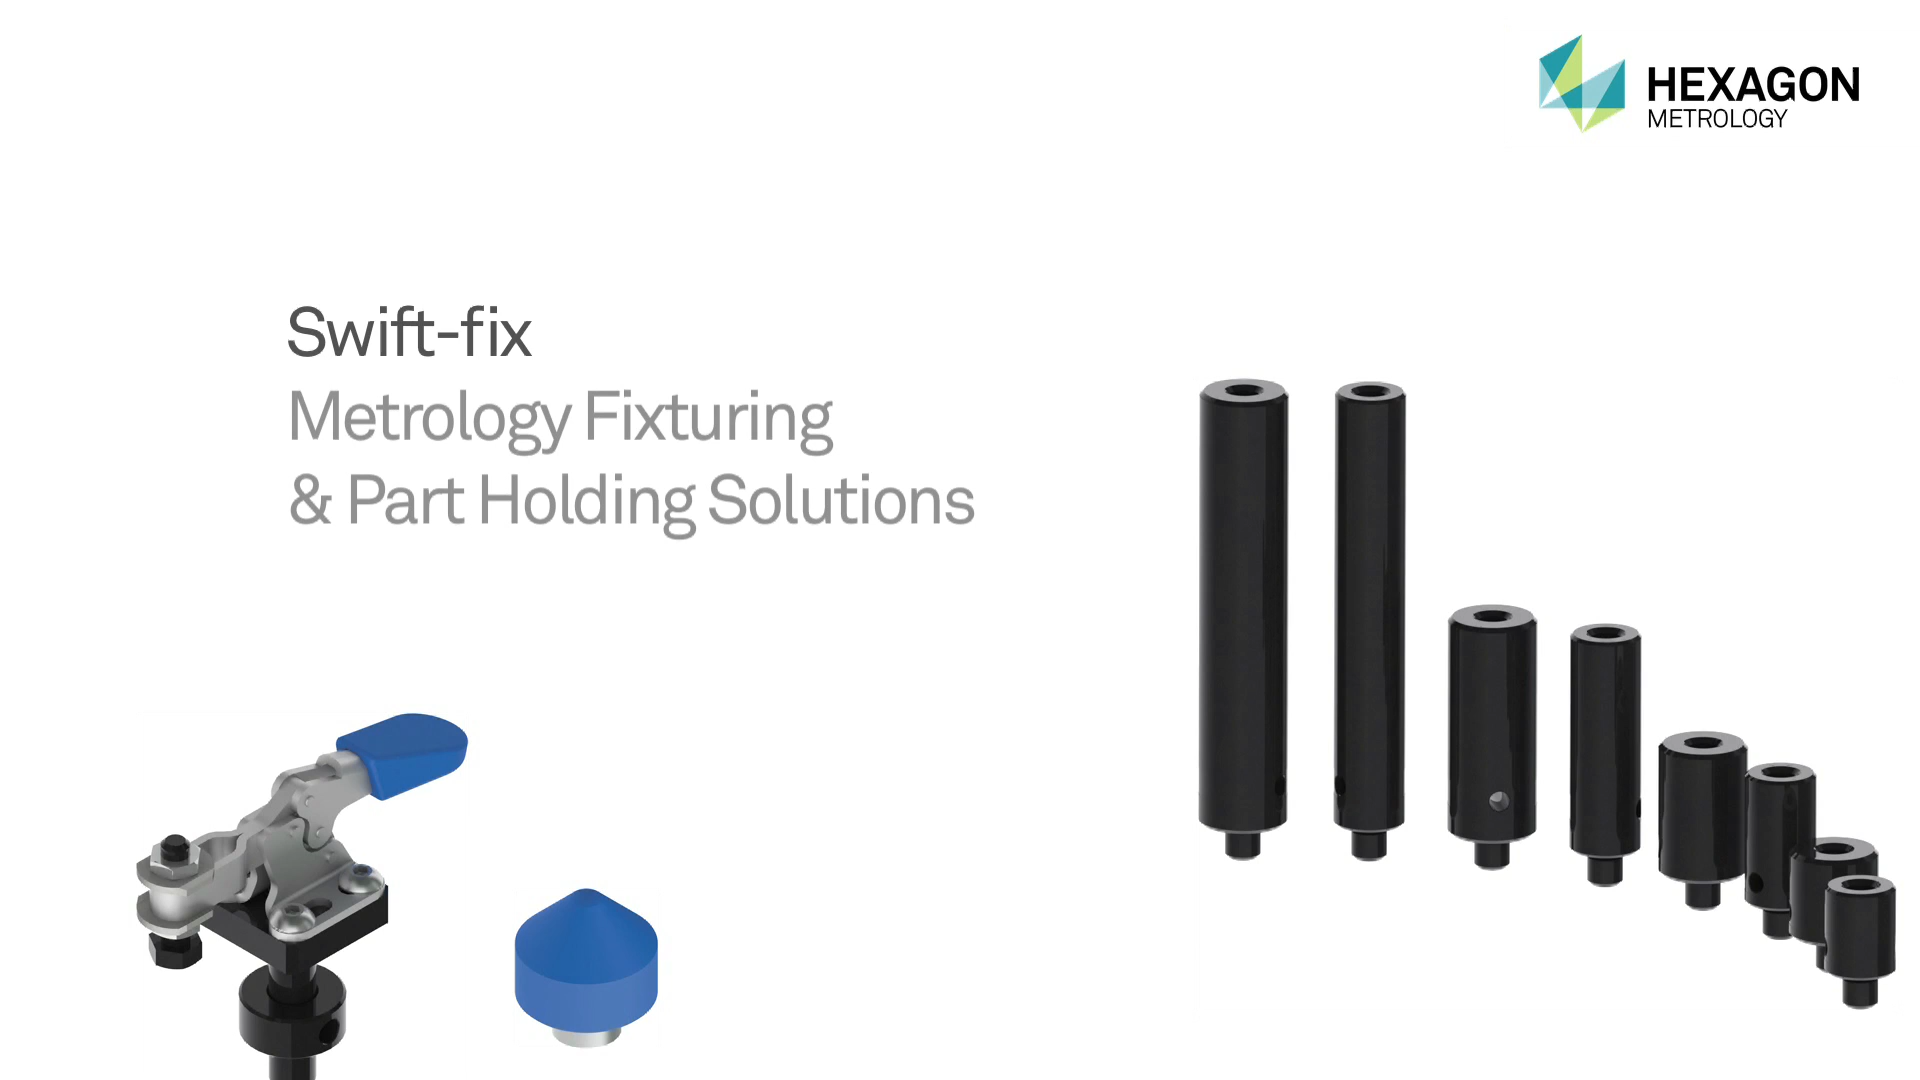 HEXAGON
METROLOGY
Swift-fix
Metrology Fixturing
& Part Holding Solutions